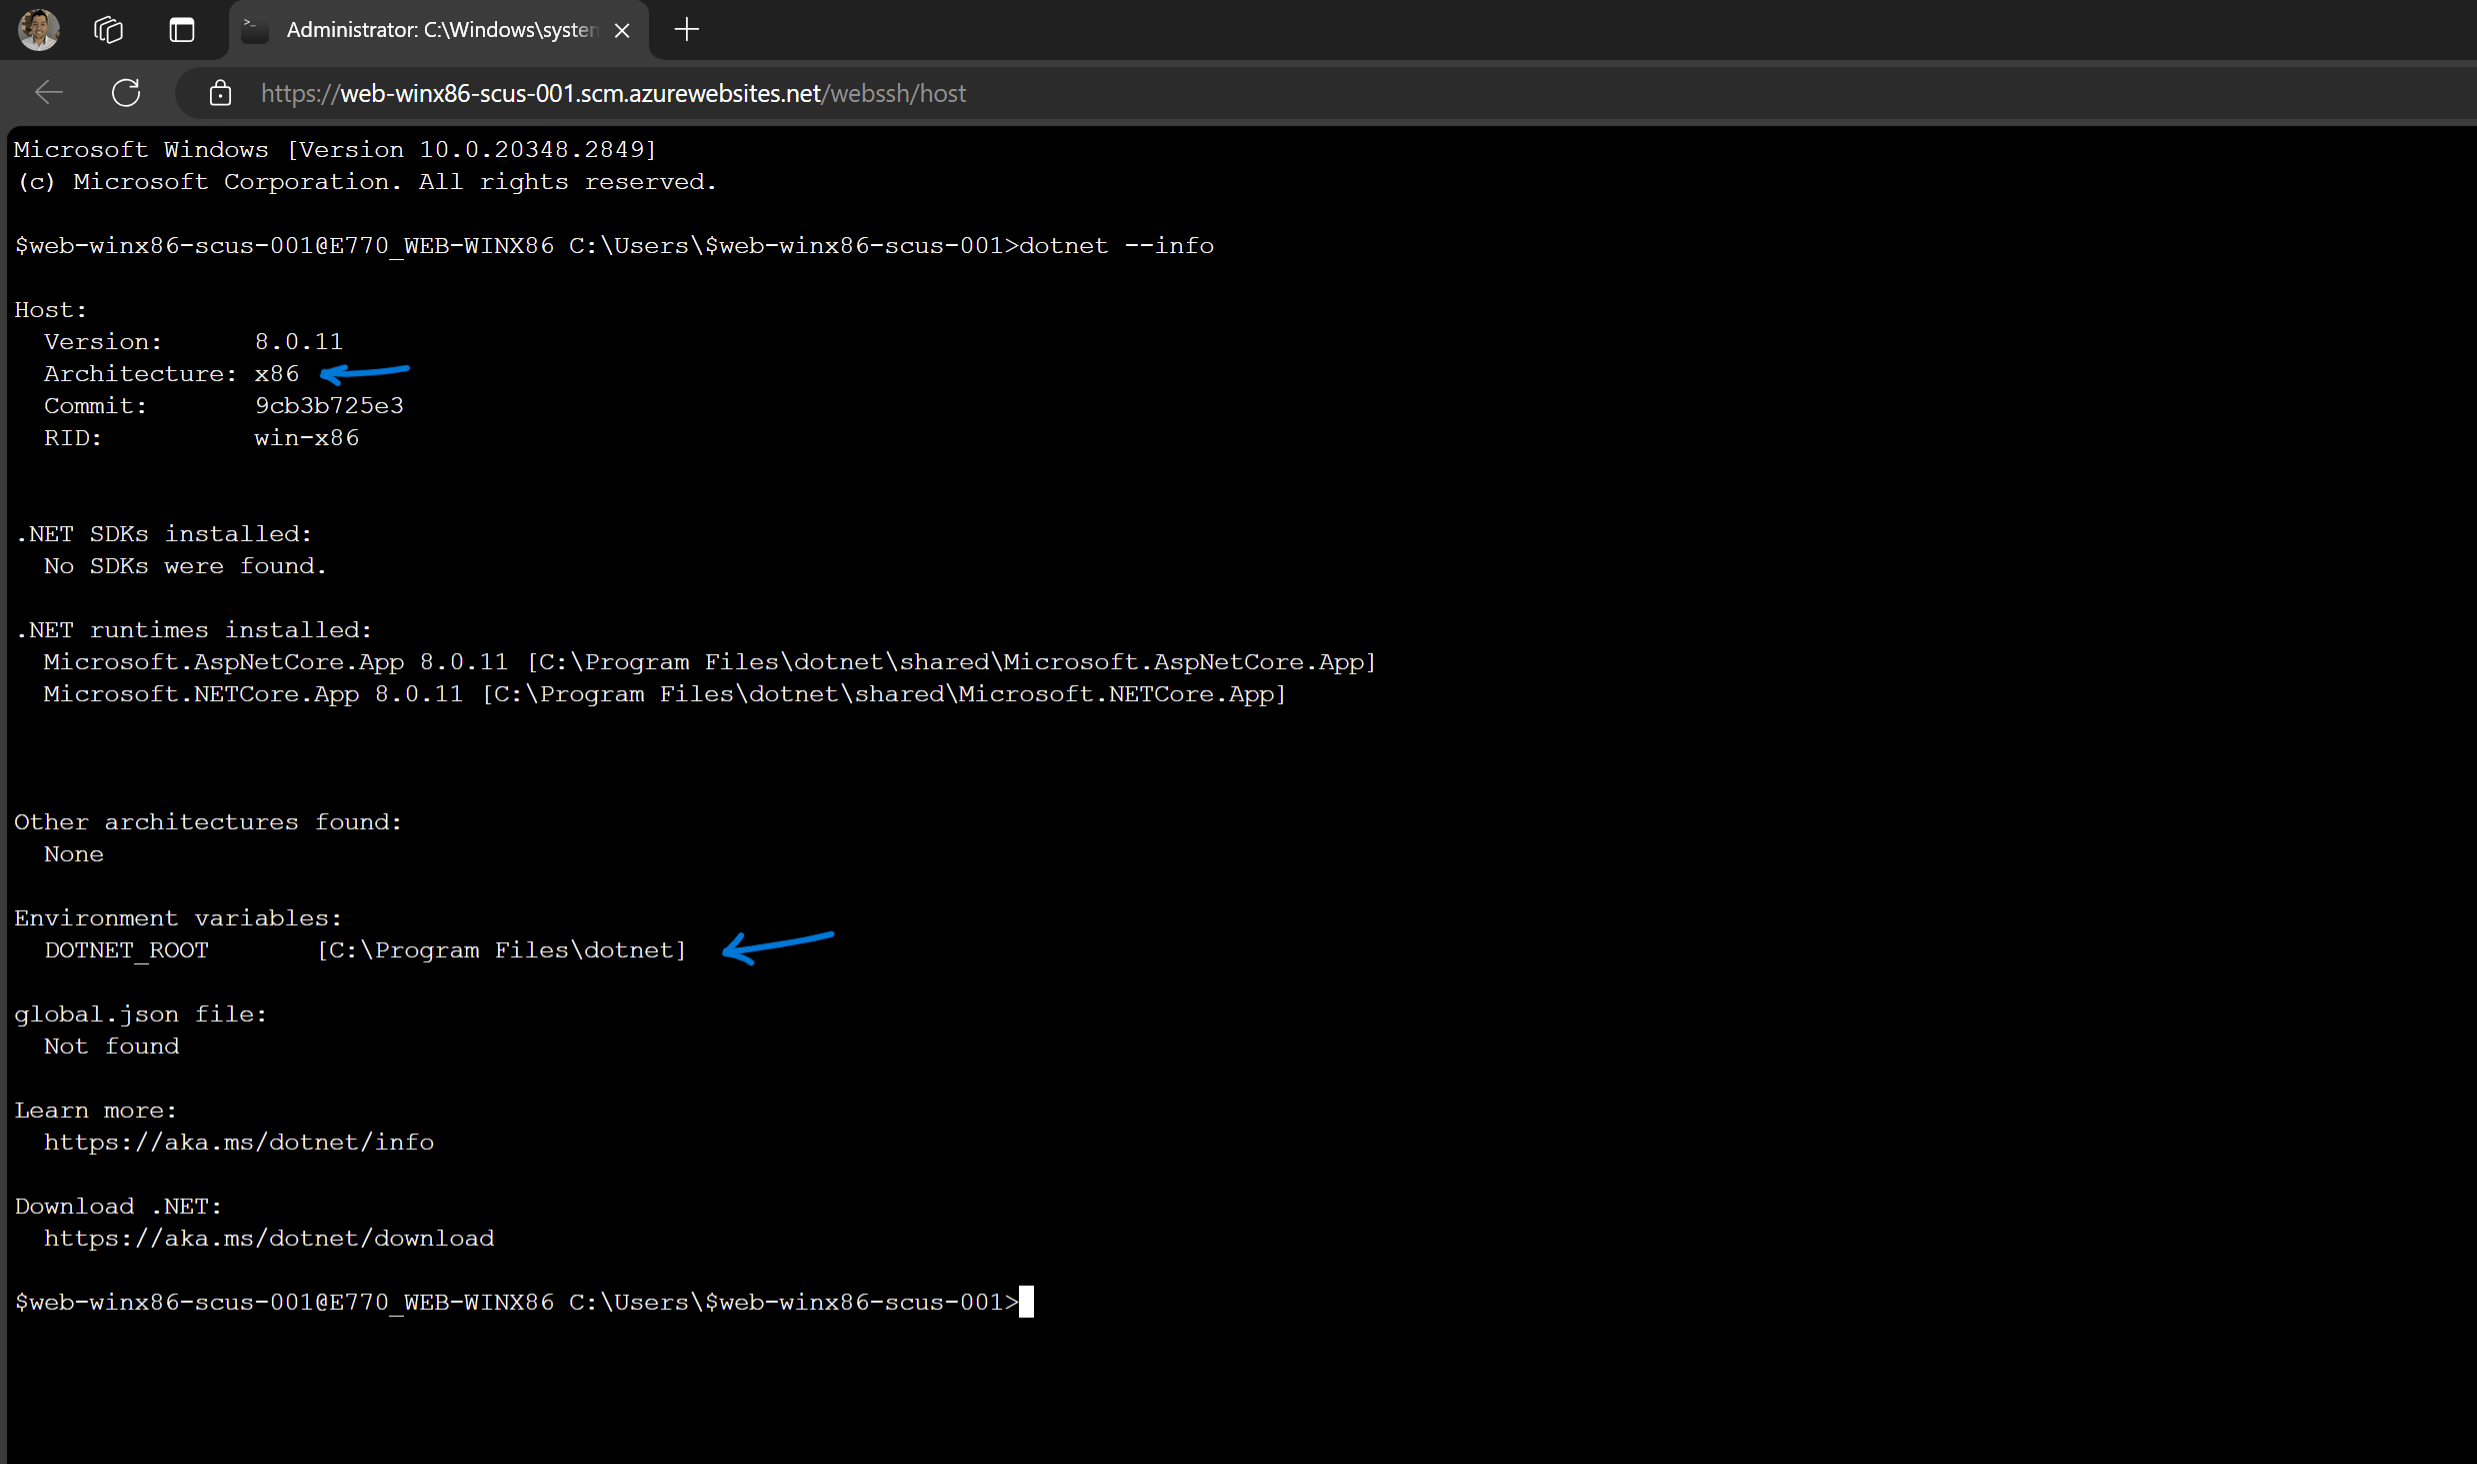 Administrator: C:\Windows\system
https://web-winx86-scus-001.scm.azurewebsites.net/webssh/host
Microsoft Windows [Version 10.0.20348.2849]
(c) Microsoft Corporation. All rights reserved.
$web-winx86-scus-001@E770_WEB-WINX86 C:\Users\$web-winx86-scus-001>dotnet --info
Host:
Version: 8.0.11
Architecture: x86
Commit: 9cb3b725e3
RID: win-x86
.NET SDKs installed:
No SDKs were found.
.NET runtimes installed:
Microsoft.AspNetCore.App 8.0.11 [C:\Program Files\dotnet\shared\Microsoft.AspNetCore.App]
Microsoft.NETCore.App 8.0.11 [C:\Program Files\dotnet\shared\Microsoft.NETCore.App]
Other architectures found:
None
Environment variables:
DOTNET_ROOT [C:\Program Files\dotnet]
global.json file:
Not found
Learn more:
https://aka.ms/dotnet/info
Download .NET:
https://aka.ms/dotnet/download
$web-winx86-scus-001@E770_WEB-WINX86 C:\Users\$web-winx86-scus-001>